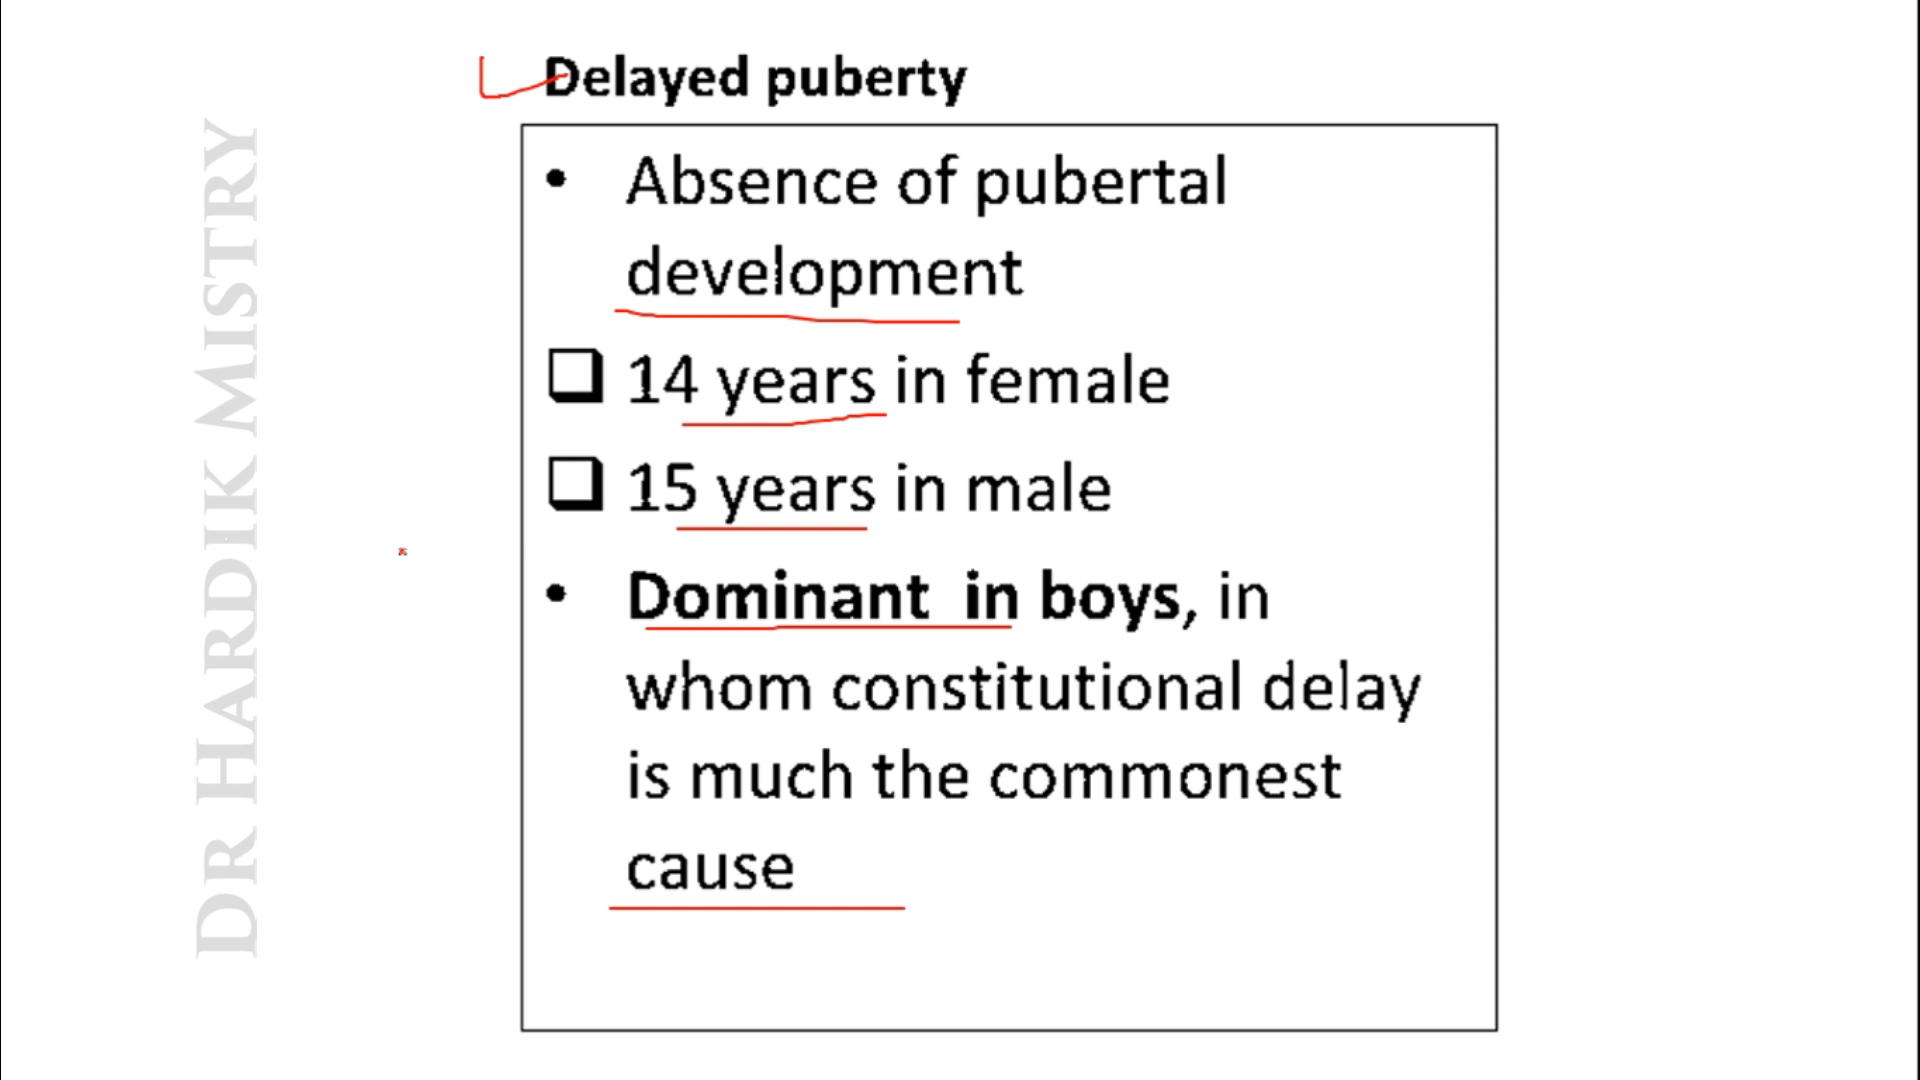 Delayed puberty
• Absence of pubertal
development
❑ 14 years in female
❑ 15 years in male
• Dominant in boys, in
whom constitutional delay
is much the commonest
cause
DR HARDIK MISTRY